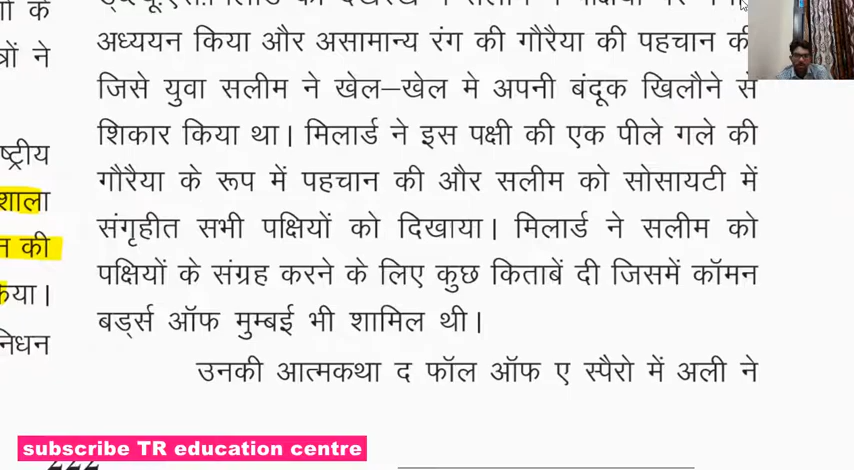 ों के
त्रों ने
ष्ट्रीय
शाला
न की
किया।
निधन
अध्ययन किया और असामान्य रंग की गौरैया की पहचान की
जिसे युवा सलीम ने खेल–खेल मे अपनी बंदूक खिलौने से
शिकार किया था। मिलार्ड ने इस पक्षी की एक पीले गले की
गौरैया के रूप में पहचान की और सलीम को सोसायटी में
संगृहीत सभी पक्षियों को दिखाया। मिलार्ड ने सलीम को
पक्षियों के संग्रह करने के लिए कुछ किताबें दी जिसमें कॉमन
बर्ड्स ऑफ मुम्बई भी शामिल थी।
उनकी आत्मकथा द फॉल ऑफ ए स्पैरो में अली ने
subscribe TR education centre